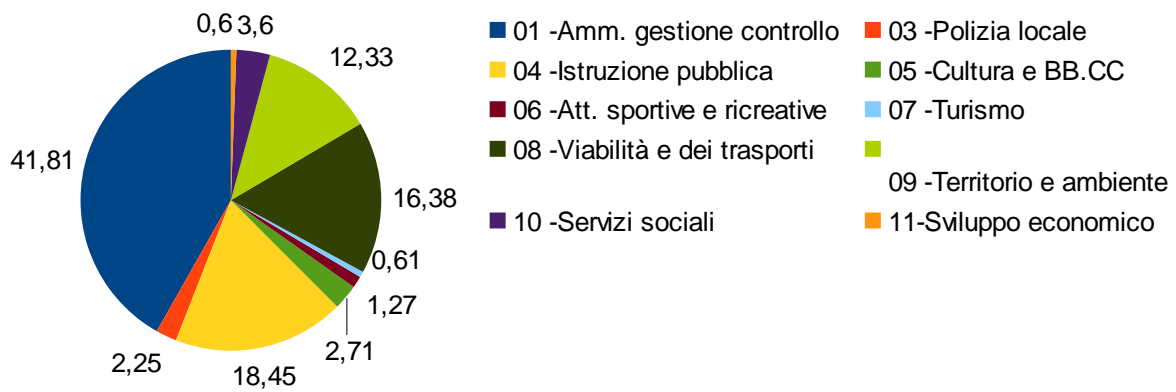 0,6
3,6
12,33
41,81
16,38
0,61
1,27
2,71
2,25
18,45
01 -Amm. gestione controllo
03 -Polizia locale
04 -Istruzione pubblica
05 -Cultura e BB.CC
06 -Att. sportive e ricreative
07 -Turismo
08 -Viabilità e dei trasporti
09 -Territorio e ambiente
10 -Servizi sociali
11-Sviluppo economico